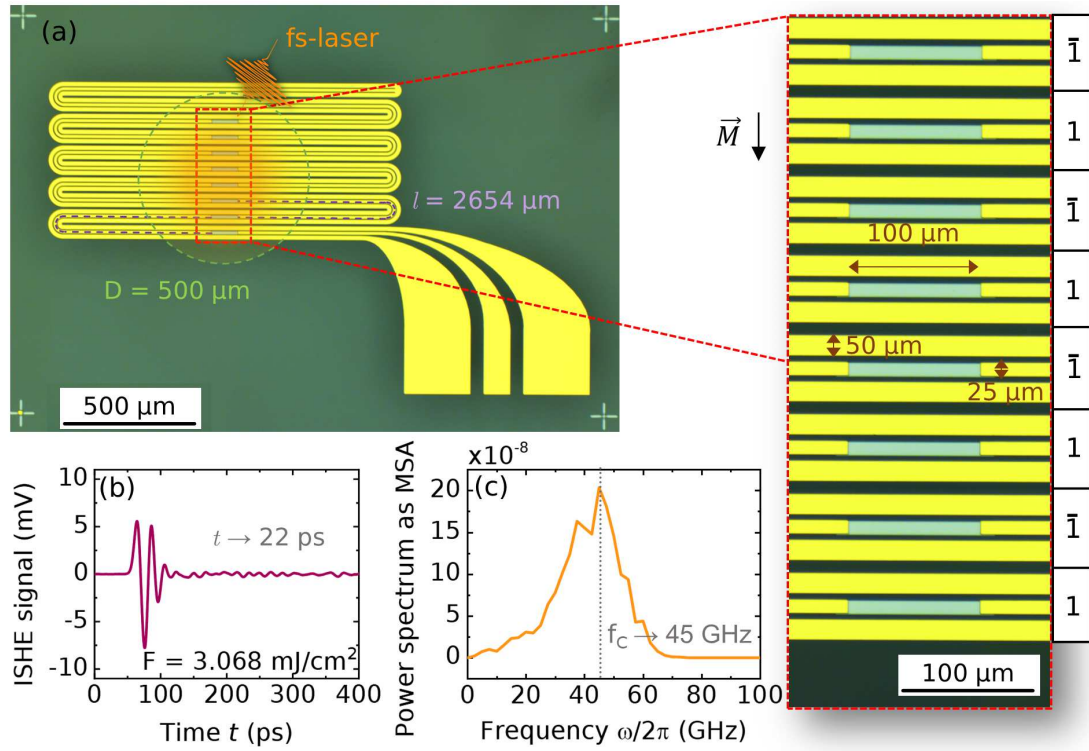 (a)
fs-laser
l = 2654 µm
D = 500 µm
500 µm
M
100 µm
50 µm
25 µm
100 µm
1̄
1
1̄
1
1̄
1
1̄
1
(b)
10
5
0
-5
-10
ISHE signal (mV)
t → 22 ps
F = 3.068 mJ/cm²
0 100 200 300 400
Time t (ps)
x10⁻⁸
(c)
20
15
10
5
0
Power spectrum as MSA
f_C → 45 GHz
0 20 40 60 80 100
Frequency ω/2π (GHz)